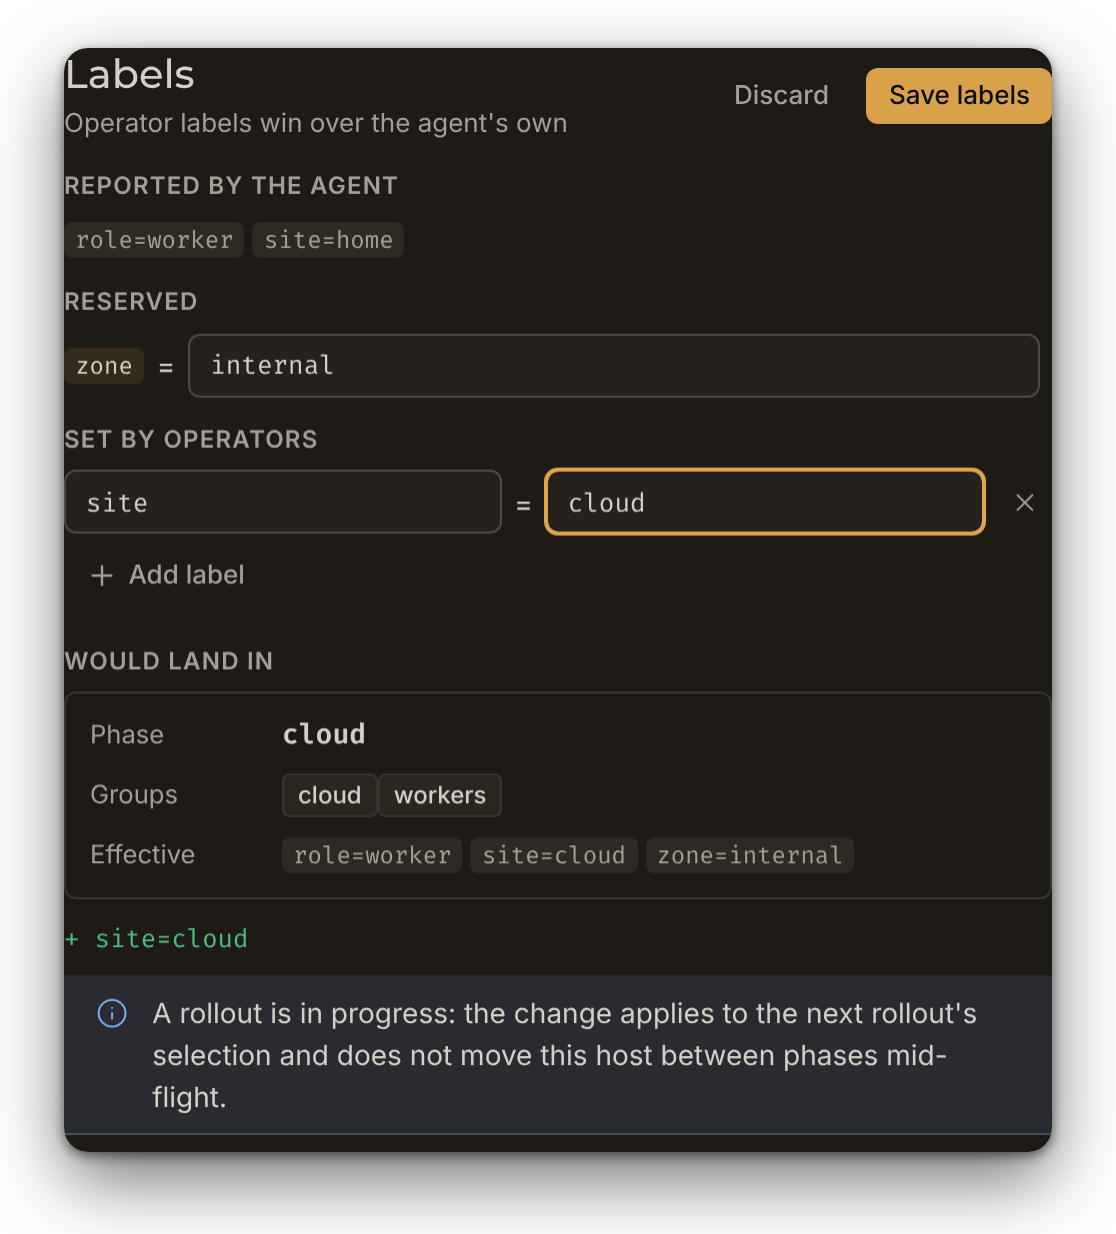 Labels
Discard
Save labels
Operator labels win over the agent's own
REPORTED BY THE AGENT
role=worker site=home
RESERVED
zone = internal
SET BY OPERATORS
site = cloud
+ Add label
WOULD LAND IN
Phase cloud
Groups cloud workers
Effective role=worker site=cloud zone=internal
+ site=cloud
A rollout is in progress: the change applies to the next rollout's
selection and does not move this host between phases mid-
flight.